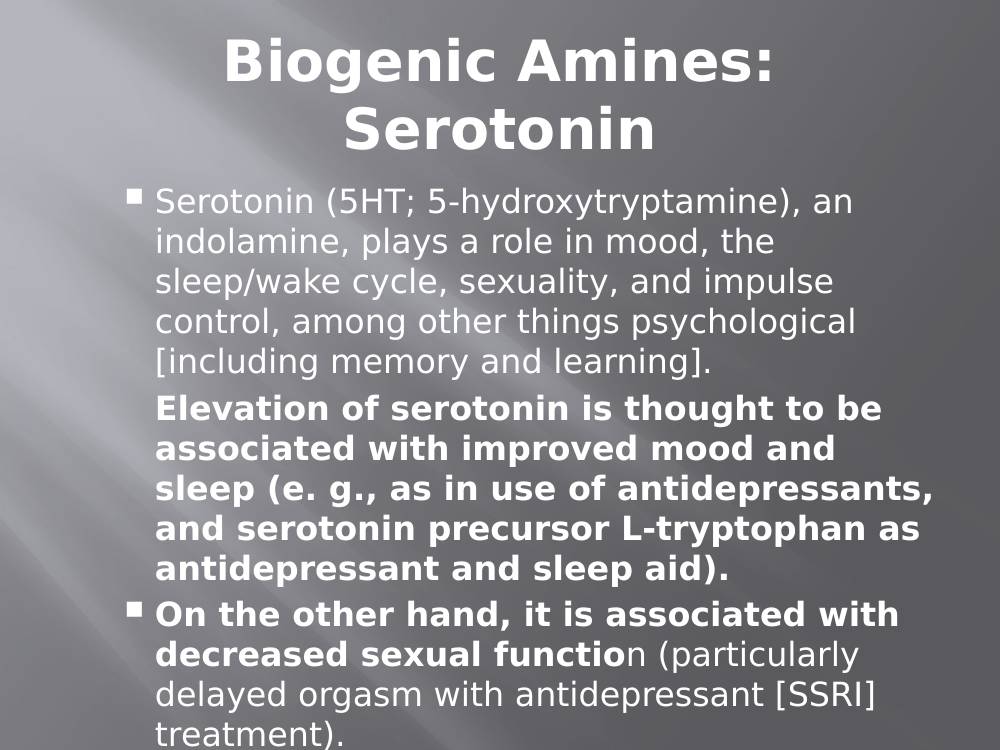 Biogenic Amines:
Serotonin
Serotonin (5HT; 5-hydroxytryptamine), an
indolamine, plays a role in mood, the
sleep/wake cycle, sexuality, and impulse
control, among other things psychological
[including memory and learning].
Elevation of serotonin is thought to be
associated with improved mood and
sleep (e. g., as in use of antidepressants,
and serotonin precursor L-tryptophan as
antidepressant and sleep aid).
On the other hand, it is associated with
decreased sexual function (particularly
delayed orgasm with antidepressant [SSRI]
treatment).